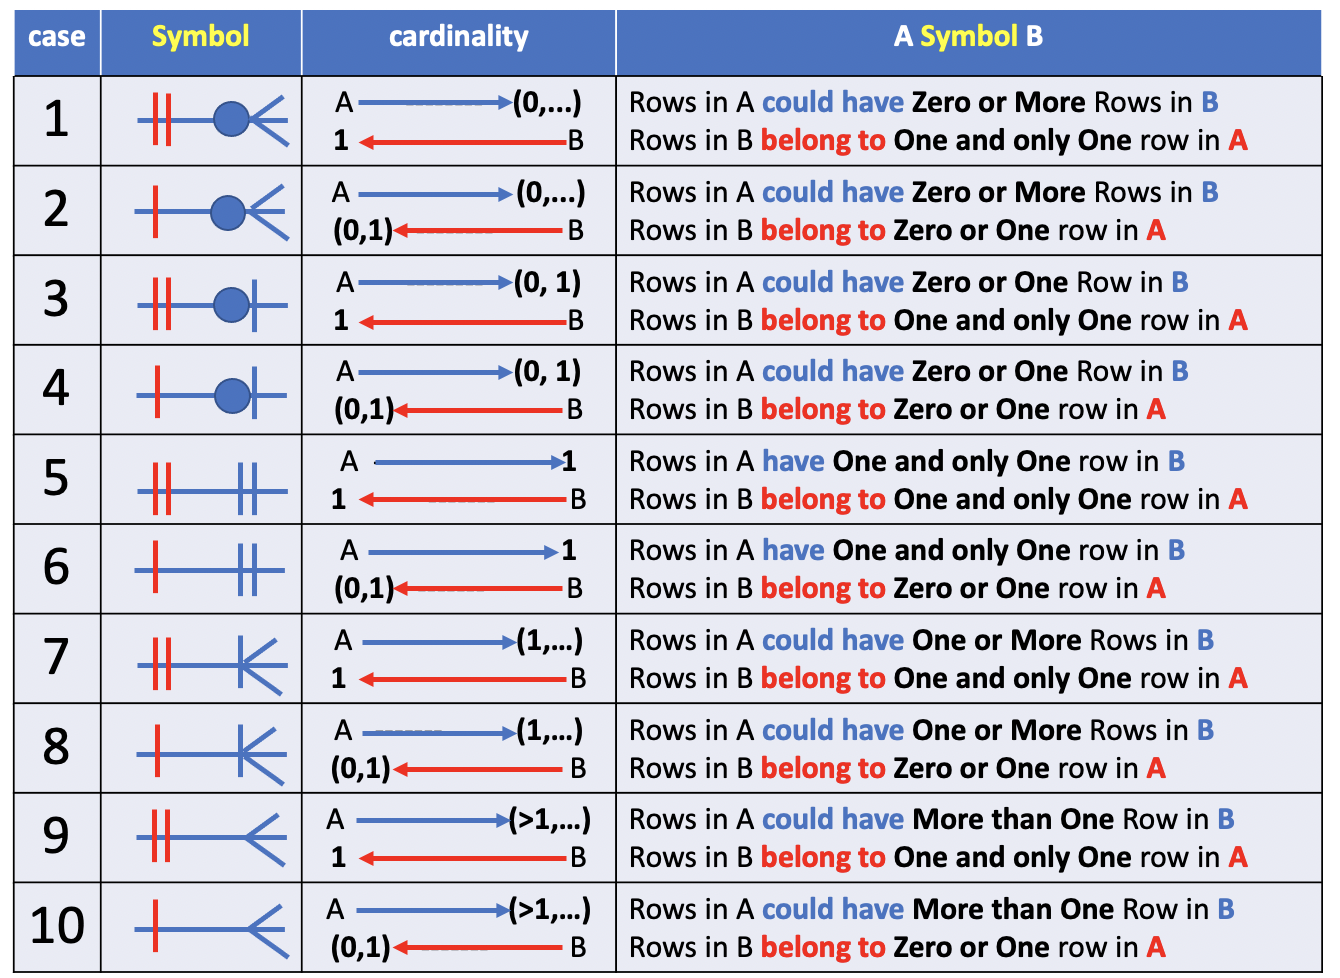 case Symbol cardinality A Symbol B
1 A (0,...) Rows in A could have Zero or More Rows in B
1 B Rows in B belong to One and only One row in A
2 A (0,...) Rows in A could have Zero or More Rows in B
(0,1) B Rows in B belong to Zero or One row in A
3 A (0, 1) Rows in A could have Zero or One Row in B
1 B Rows in B belong to One and only One row in A
4 A (0, 1) Rows in A could have Zero or One Row in B
(0,1) B Rows in B belong to Zero or One row in A
5 A 1 Rows in A have One and only One row in B
1 B Rows in B belong to One and only One row in A
6 A 1 Rows in A have One and only One row in B
(0,1) B Rows in B belong to Zero or One row in A
7 A (1,...) Rows in A could have One or More Rows in B
1 B Rows in B belong to One and only One row in A
8 A (1,...) Rows in A could have One or More Rows in B
(0,1) B Rows in B belong to Zero or One row in A
9 A (>1,...) Rows in A could have More than One Row in B
1 B Rows in B belong to One and only One row in A
10 A (>1,...) Rows in A could have More than One Row in B
(0,1) B Rows in B belong to Zero or One row in A